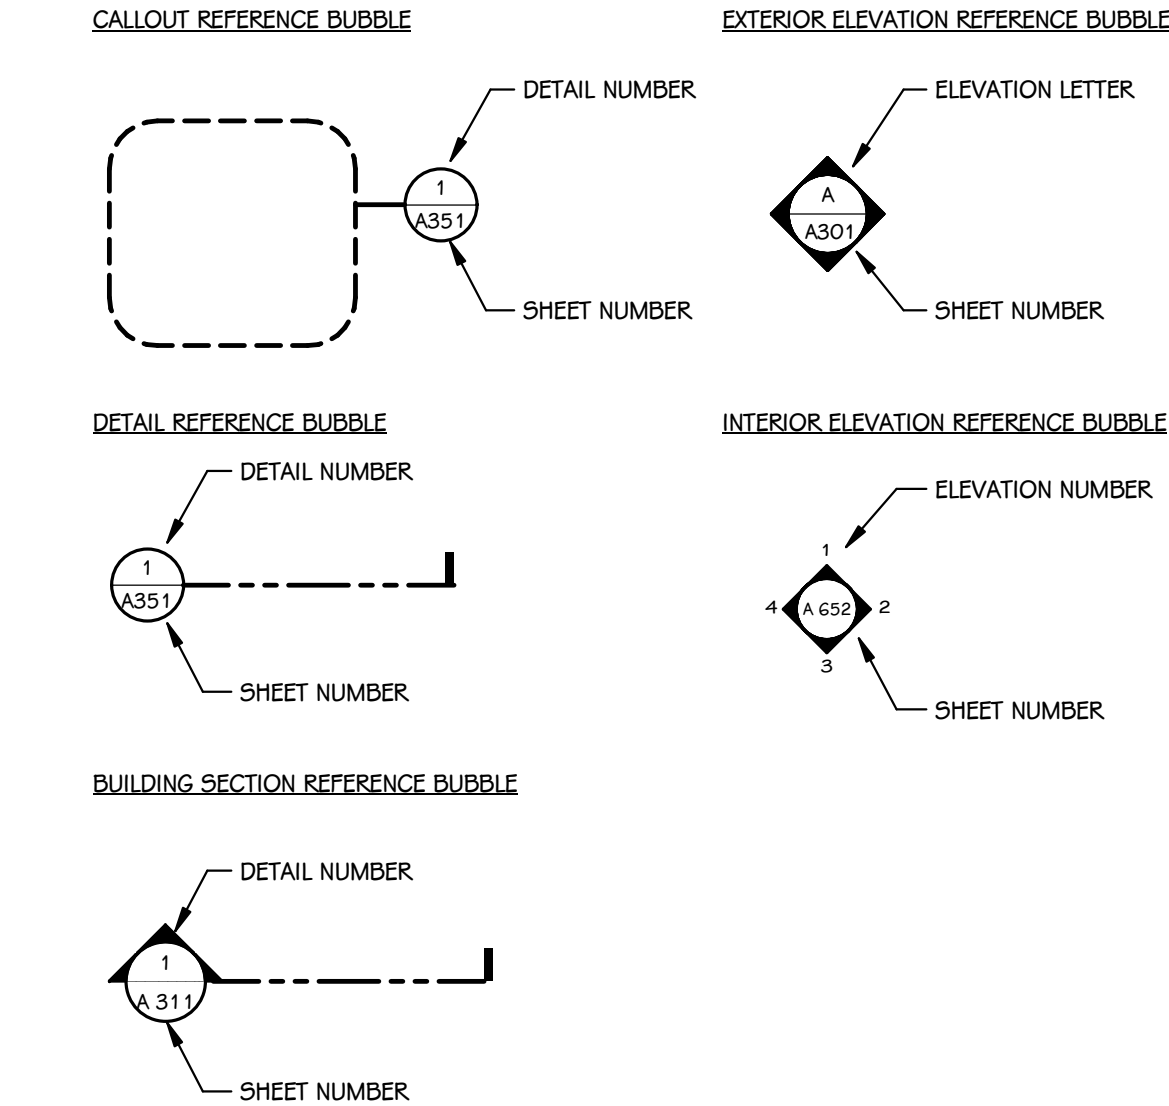 CALLOUT REFERENCE BUBBLE
DETAIL NUMBER
1
A351
SHEET NUMBER
EXTERIOR ELEVATION REFERENCE BUBBLE
ELEVATION LETTER
A
A301
SHEET NUMBER
DETAIL REFERENCE BUBBLE
DETAIL NUMBER
1
A351
SHEET NUMBER
INTERIOR ELEVATION REFERENCE BUBBLE
ELEVATION NUMBER
1
4 A 652 2
3
SHEET NUMBER
BUILDING SECTION REFERENCE BUBBLE
DETAIL NUMBER
1
A 311
SHEET NUMBER